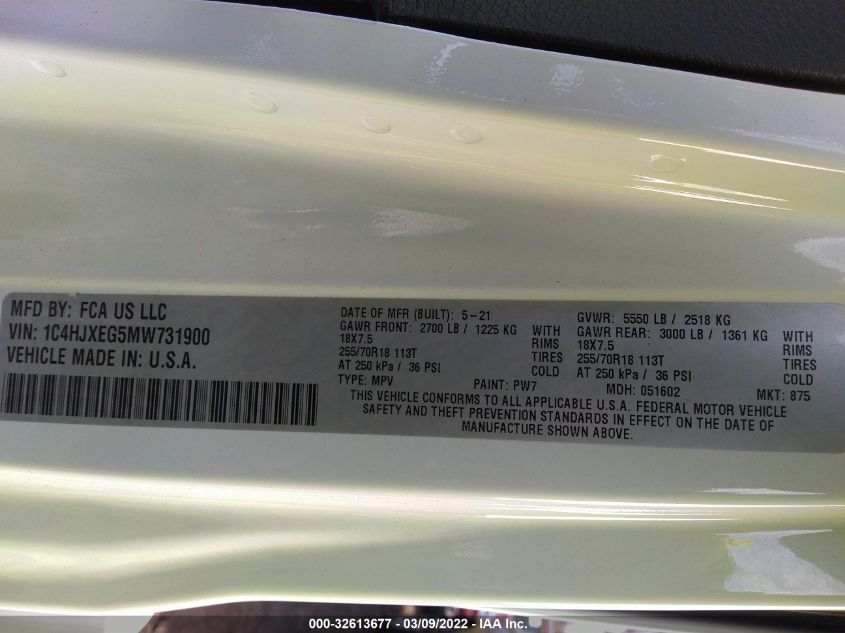 MFD BY: FCA US LLC
VIN: 1C4HJXEG5MW731900
VEHICLE MADE IN: U.S.A.
DATE OF MFR (BUILT): 5-21
GAWR FRONT: 2700 LB / 1225 KG WITH
18X7.5 RIMS
255/70R18 113T TIRES
AT 250 kPa / 36 PSI COLD
TYPE: MPV PAINT: PW7
GVWR: 5550 LB / 2518 KG
GAWR REAR: 3000 LB / 1361 KG WITH
18X7.5 RIMS
255/70R18 113T TIRES
AT 250 kPa / 36 PSI COLD
MDH: 051602 MKT: 875
THIS VEHICLE CONFORMS TO ALL APPLICABLE U.S.A. FEDERAL MOTOR VEHICLE
SAFETY AND THEFT PREVENTION STANDARDS IN EFFECT ON THE DATE OF
MANUFACTURE SHOWN ABOVE.
000-32613677 - 03/09/2022 - IAA Inc.